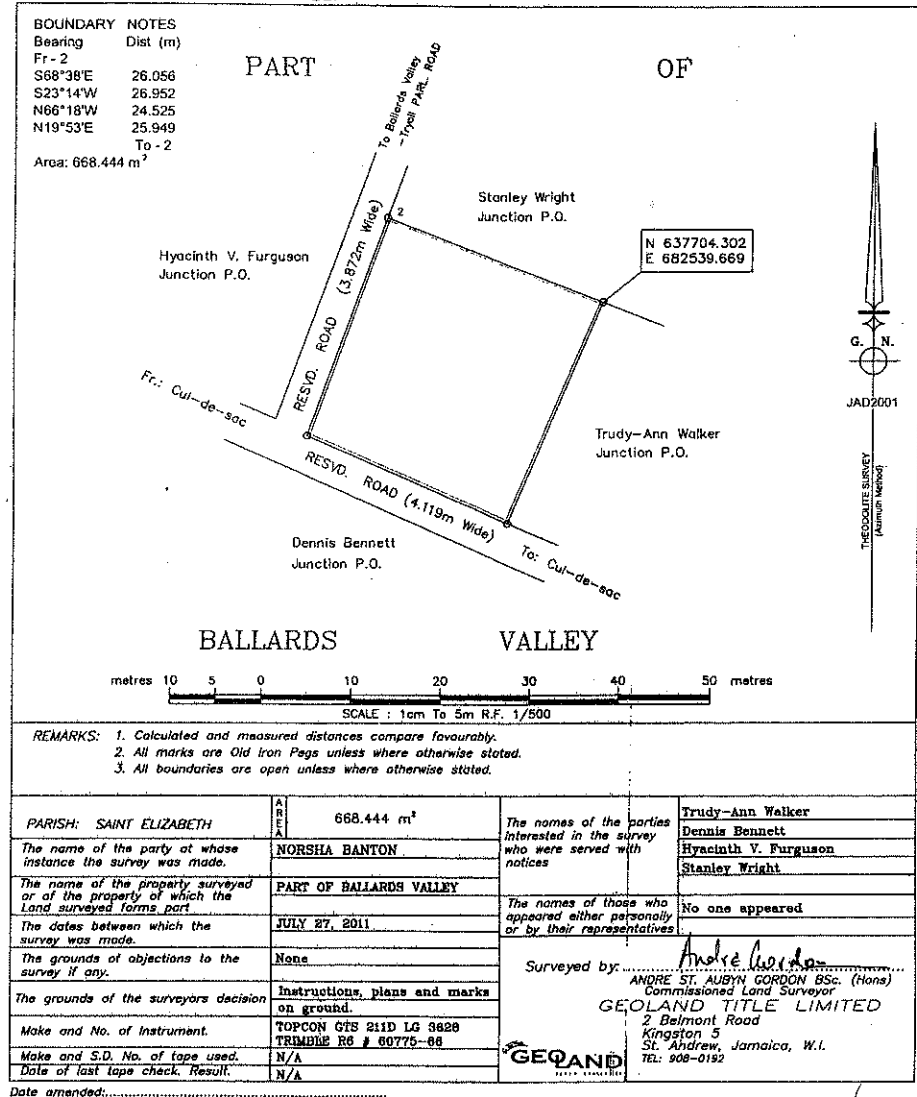 BOUNDARY NOTES
Bearing Dist (m)
Fr - 2
S68°38'E 26.056
S23°14'W 26.952
N66°18'W 24.525
N19°53'E 25.949
To - 2
Area: 668.444 m²
PART OF
To Ballards Valley
-Tryall PARL. ROAD
Stanley Wright
Junction P.O.
2
N 637704.302
E 682539.669
Hyacinth V. Furguson
Junction P.O.
RESVD. ROAD (3.872m Wide)
G. N.
JAD2001
THEODOLITE SURVEY
(Azimuth Method)
Fr.: Cul-de-sac
Trudy-Ann Walker
Junction P.O.
RESVD. ROAD (4.119m Wide)
To: Cul-de-sac
Dennis Bennett
Junction P.O.
BALLARDS VALLEY
metres 10 5 0 10 20 30 40 50 metres
SCALE : 1cm To 5m R.F. 1/500
REMARKS: 1. Calculated and measured distances compare favourably.
2. All marks are Old Iron Pegs unless where otherwise stated.
3. All boundaries are open unless where otherwise stated.
PARISH: SAINT ELIZABETH
AREA
668.444 m²
The name of the party at whose
instance the survey was made.
NORSHA BANTON
The name of the property surveyed
or of the property of which the
Land surveyed forms part
PART OF BALLARDS VALLEY
The dates between which the
survey was made.
JULY 27, 2011
The grounds of objections to the
survey if any.
None
The grounds of the surveyors decision
Instructions, plans and marks
on ground.
Make and No. of Instrument.
TOPCON GTS 211D LG 3628
TRIMBLE R6 # 60775-66
Make and S.D. No. of tape used.
N/A
Date of last tape check. Result.
N/A
The names of the parties
interested in the survey
who were served with
notices
Trudy-Ann Walker
Dennis Bennett
Hyacinth V. Furguson
Stanley Wright
The names of those who
appeared either personally
or by their representatives
No one appeared
Surveyed by: André Gordon
ANDRE ST. AUBYN GORDON BSc. (Hons)
Commissioned Land Surveyor
GEOLAND TITLE LIMITED
2 Belmont Road
Kingston 5
St. Andrew, Jamaica, W.I.
TEL: 908-0192
GEOLAND
Date amended: